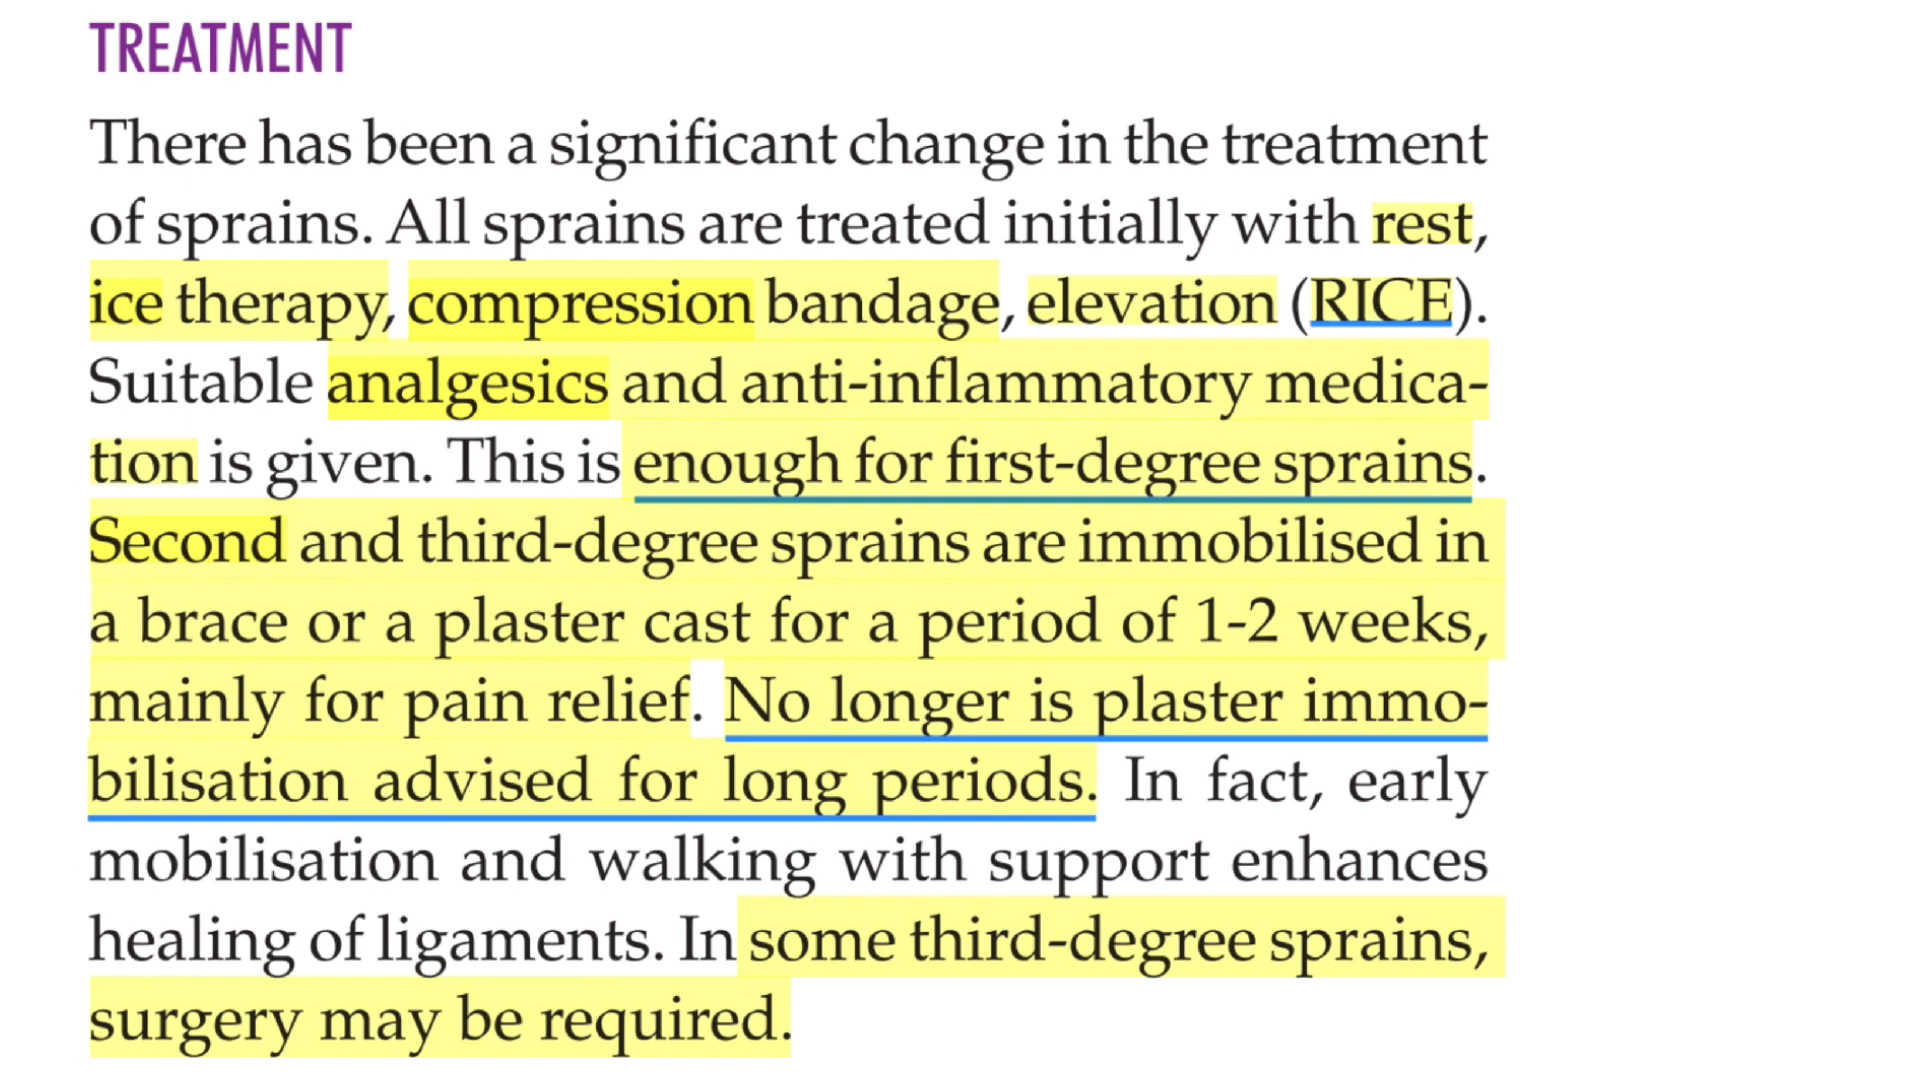 TREATMENT
There has been a significant change in the treatment
of sprains. All sprains are treated initially with rest,
ice therapy, compression bandage, elevation (RICE).
Suitable analgesics and anti-inflammatory medica-
tion is given. This is enough for first-degree sprains.
Second and third-degree sprains are immobilised in
a brace or a plaster cast for a period of 1-2 weeks,
mainly for pain relief. No longer is plaster immo-
bilisation advised for long periods. In fact, early
mobilisation and walking with support enhances
healing of ligaments. In some third-degree sprains,
surgery may be required.